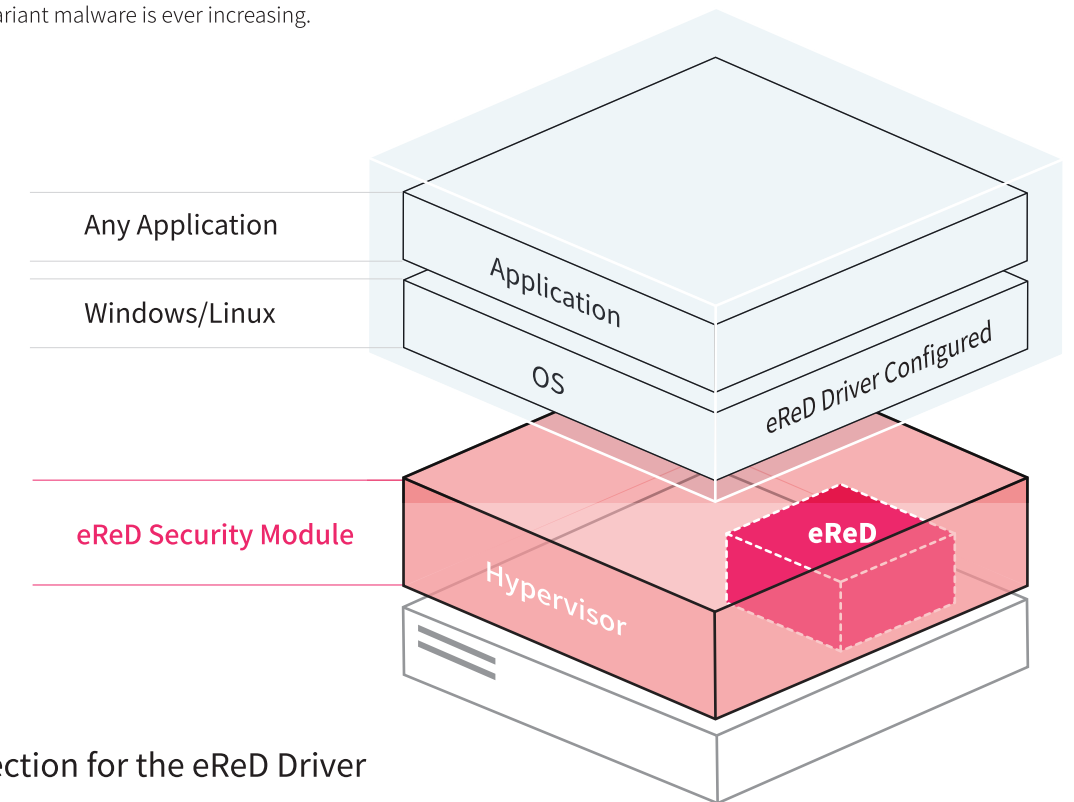 ariant malware is ever increasing.
Any Application
Application
Windows/Linux
OS
eReD Driver Configured
eReD Security Module
eReD
Hypervisor
ection for the eReD Driver